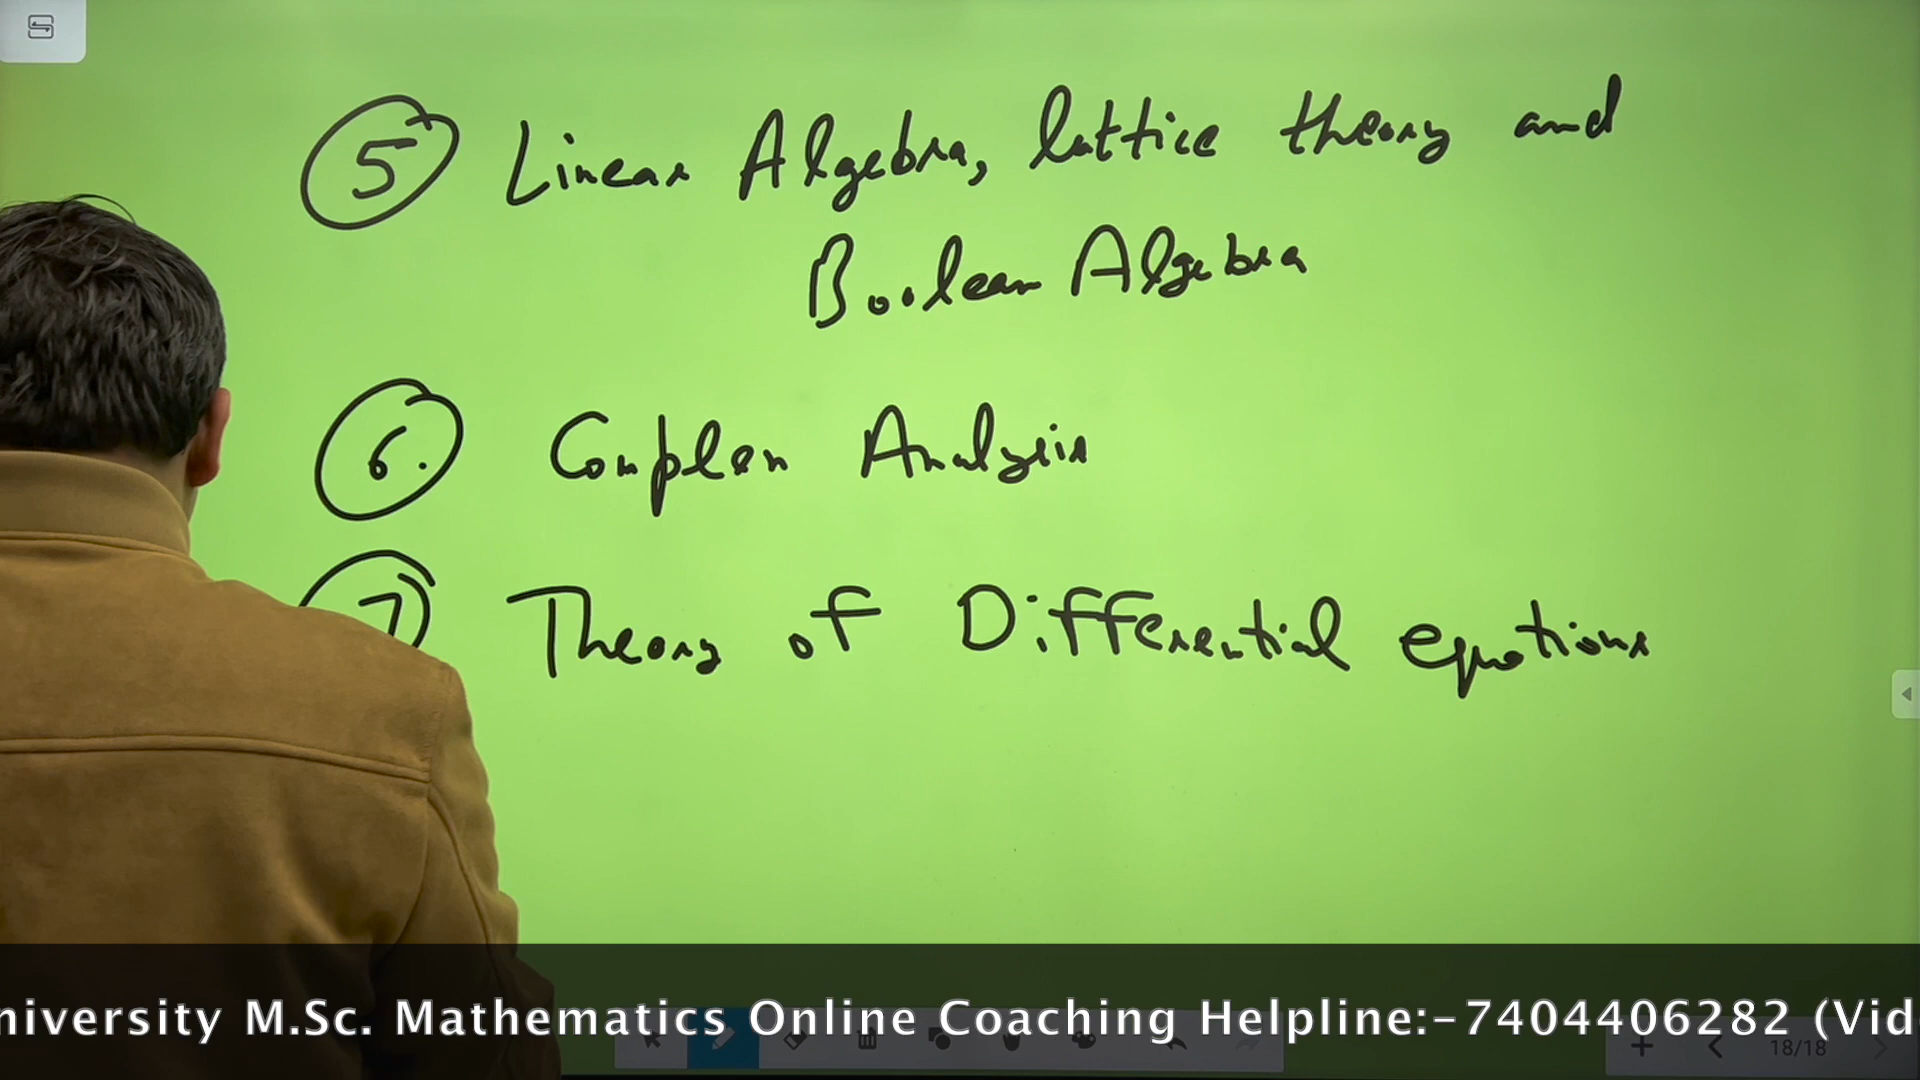 5 Linear Algebra, lattice theory and
Boolean Algebra
6. Complex Analysis
7 Theory of Differential equations
niversity M.Sc. Mathematics Online Coaching Helpline:-7404406282 (Vid
18/18